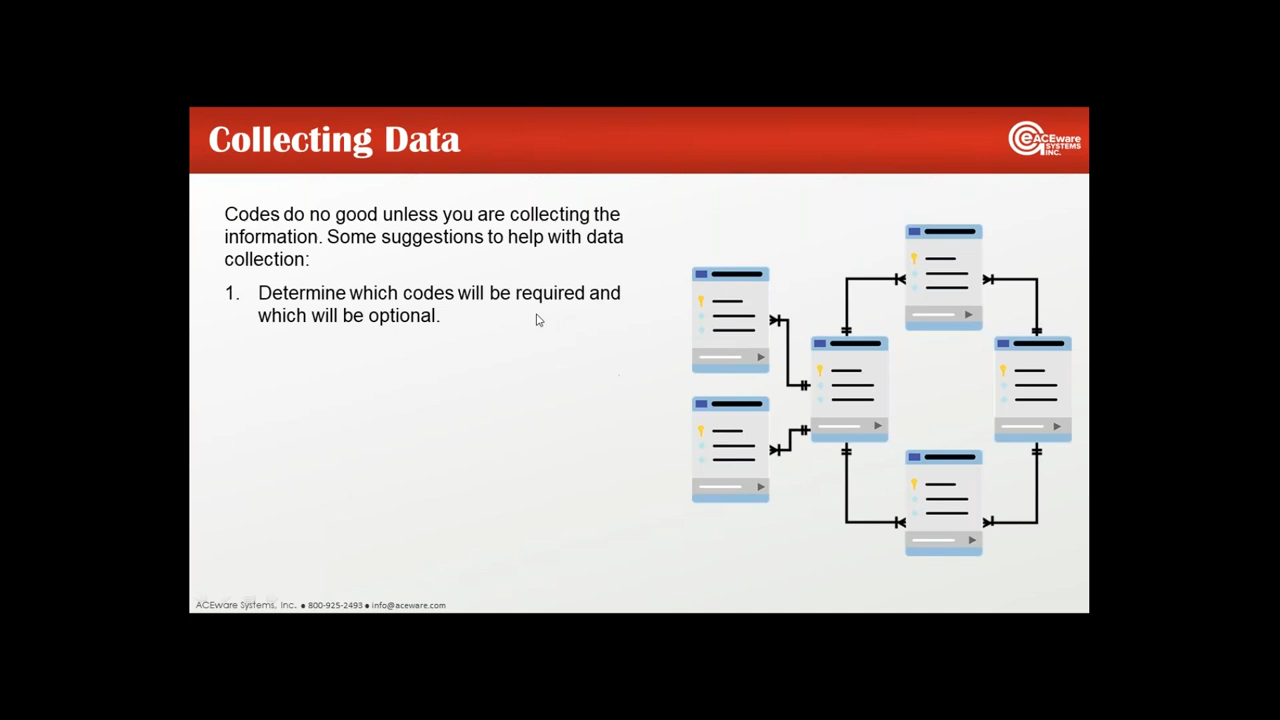 Collecting Data
eACEware
SYSTEMS
INC.
Codes do no good unless you are collecting the
information. Some suggestions to help with data
collection:
1. Determine which codes will be required and
which will be optional.
ACEware Systems, Inc. ● 800-925-2493 ● info@aceware.com